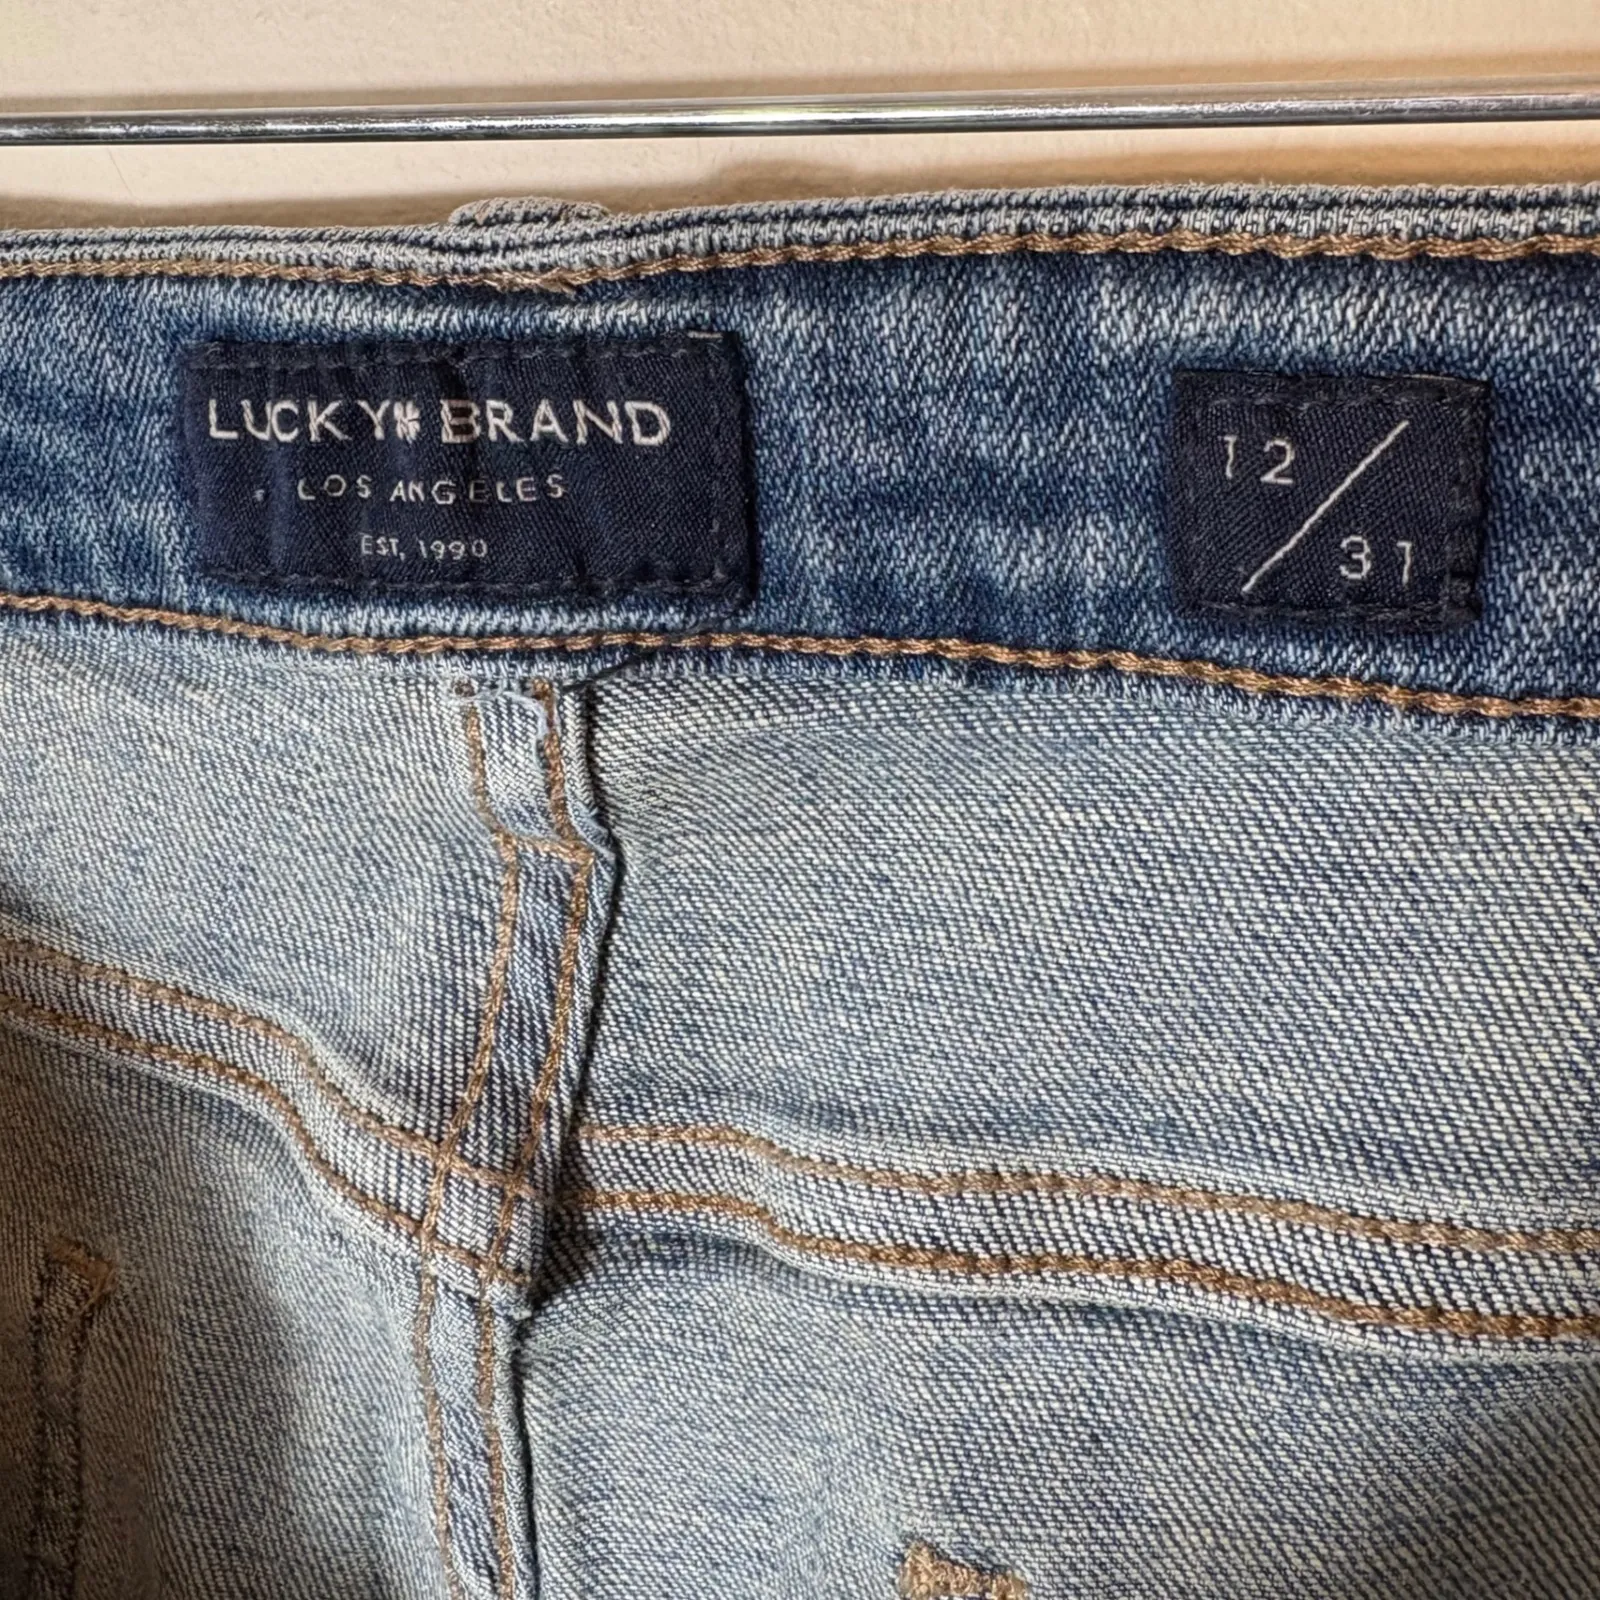 LUCKY BRAND
LOS ANGELES
EST. 1990
12/31